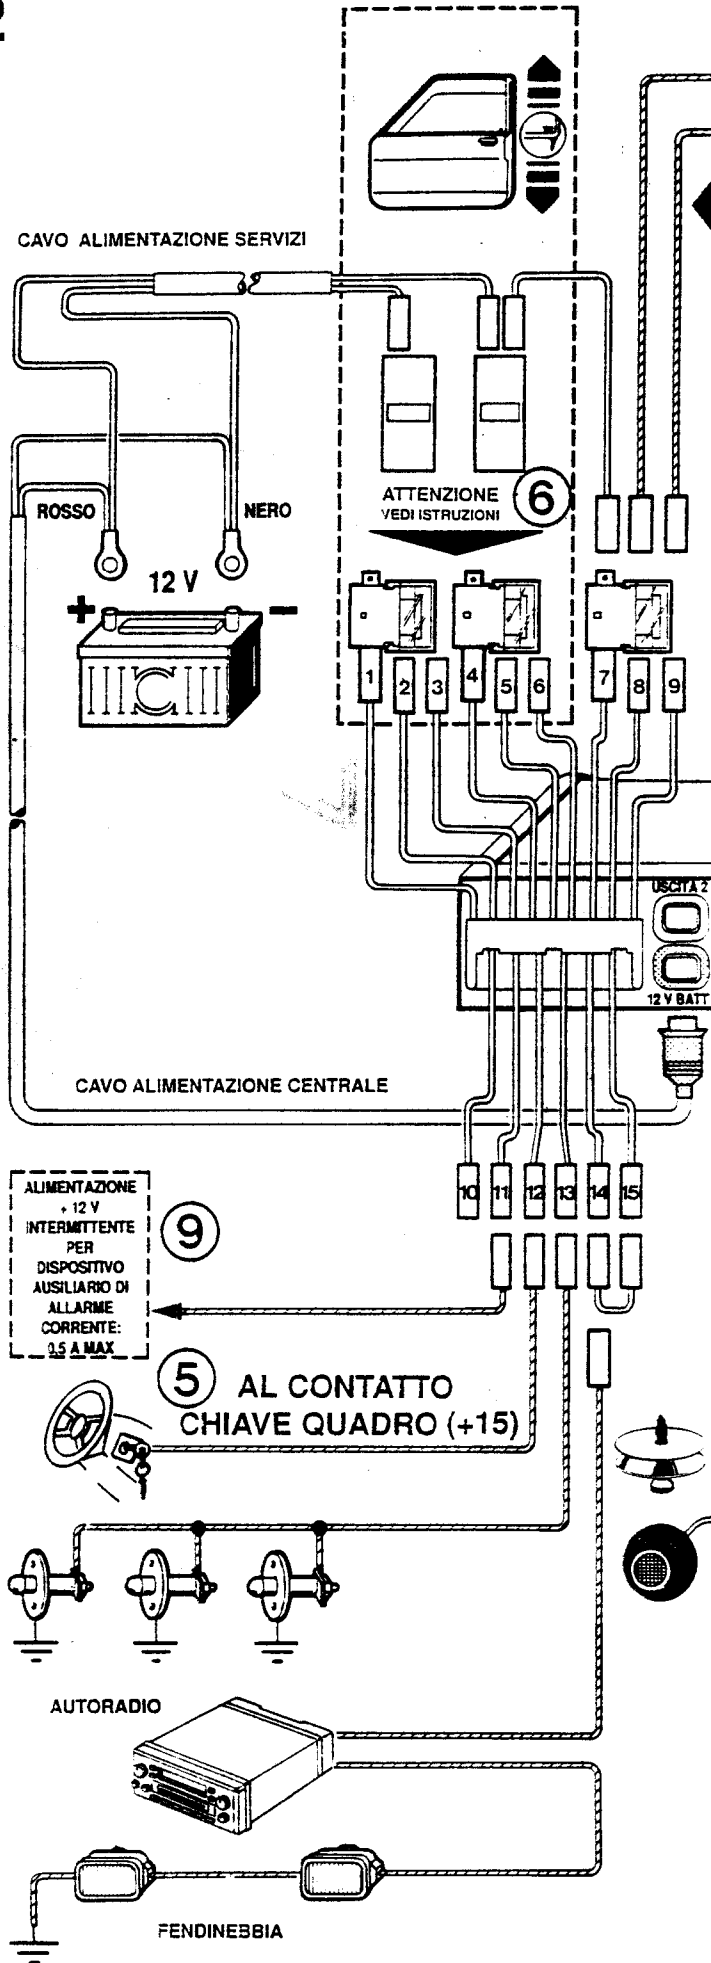 2
CAVO ALIMENTAZIONE SERVIZI
ROSSO
NERO
12 V
+
–
ATTENZIONE
VEDI ISTRUZIONI
6
1
2
3
4
5
6
7
8
9
USCITA 2
12 V BATT
CAVO ALIMENTAZIONE CENTRALE
10
11
12
13
14
15
ALIMENTAZIONE
+ 12 V
INTERMITTENTE
PER
DISPOSITIVO
AUSILIARIO DI
ALLARME
CORRENTE:
0.5 A MAX
9
5
AL CONTATTO
CHIAVE QUADRO (+15)
AUTORADIO
FENDINEBBIA